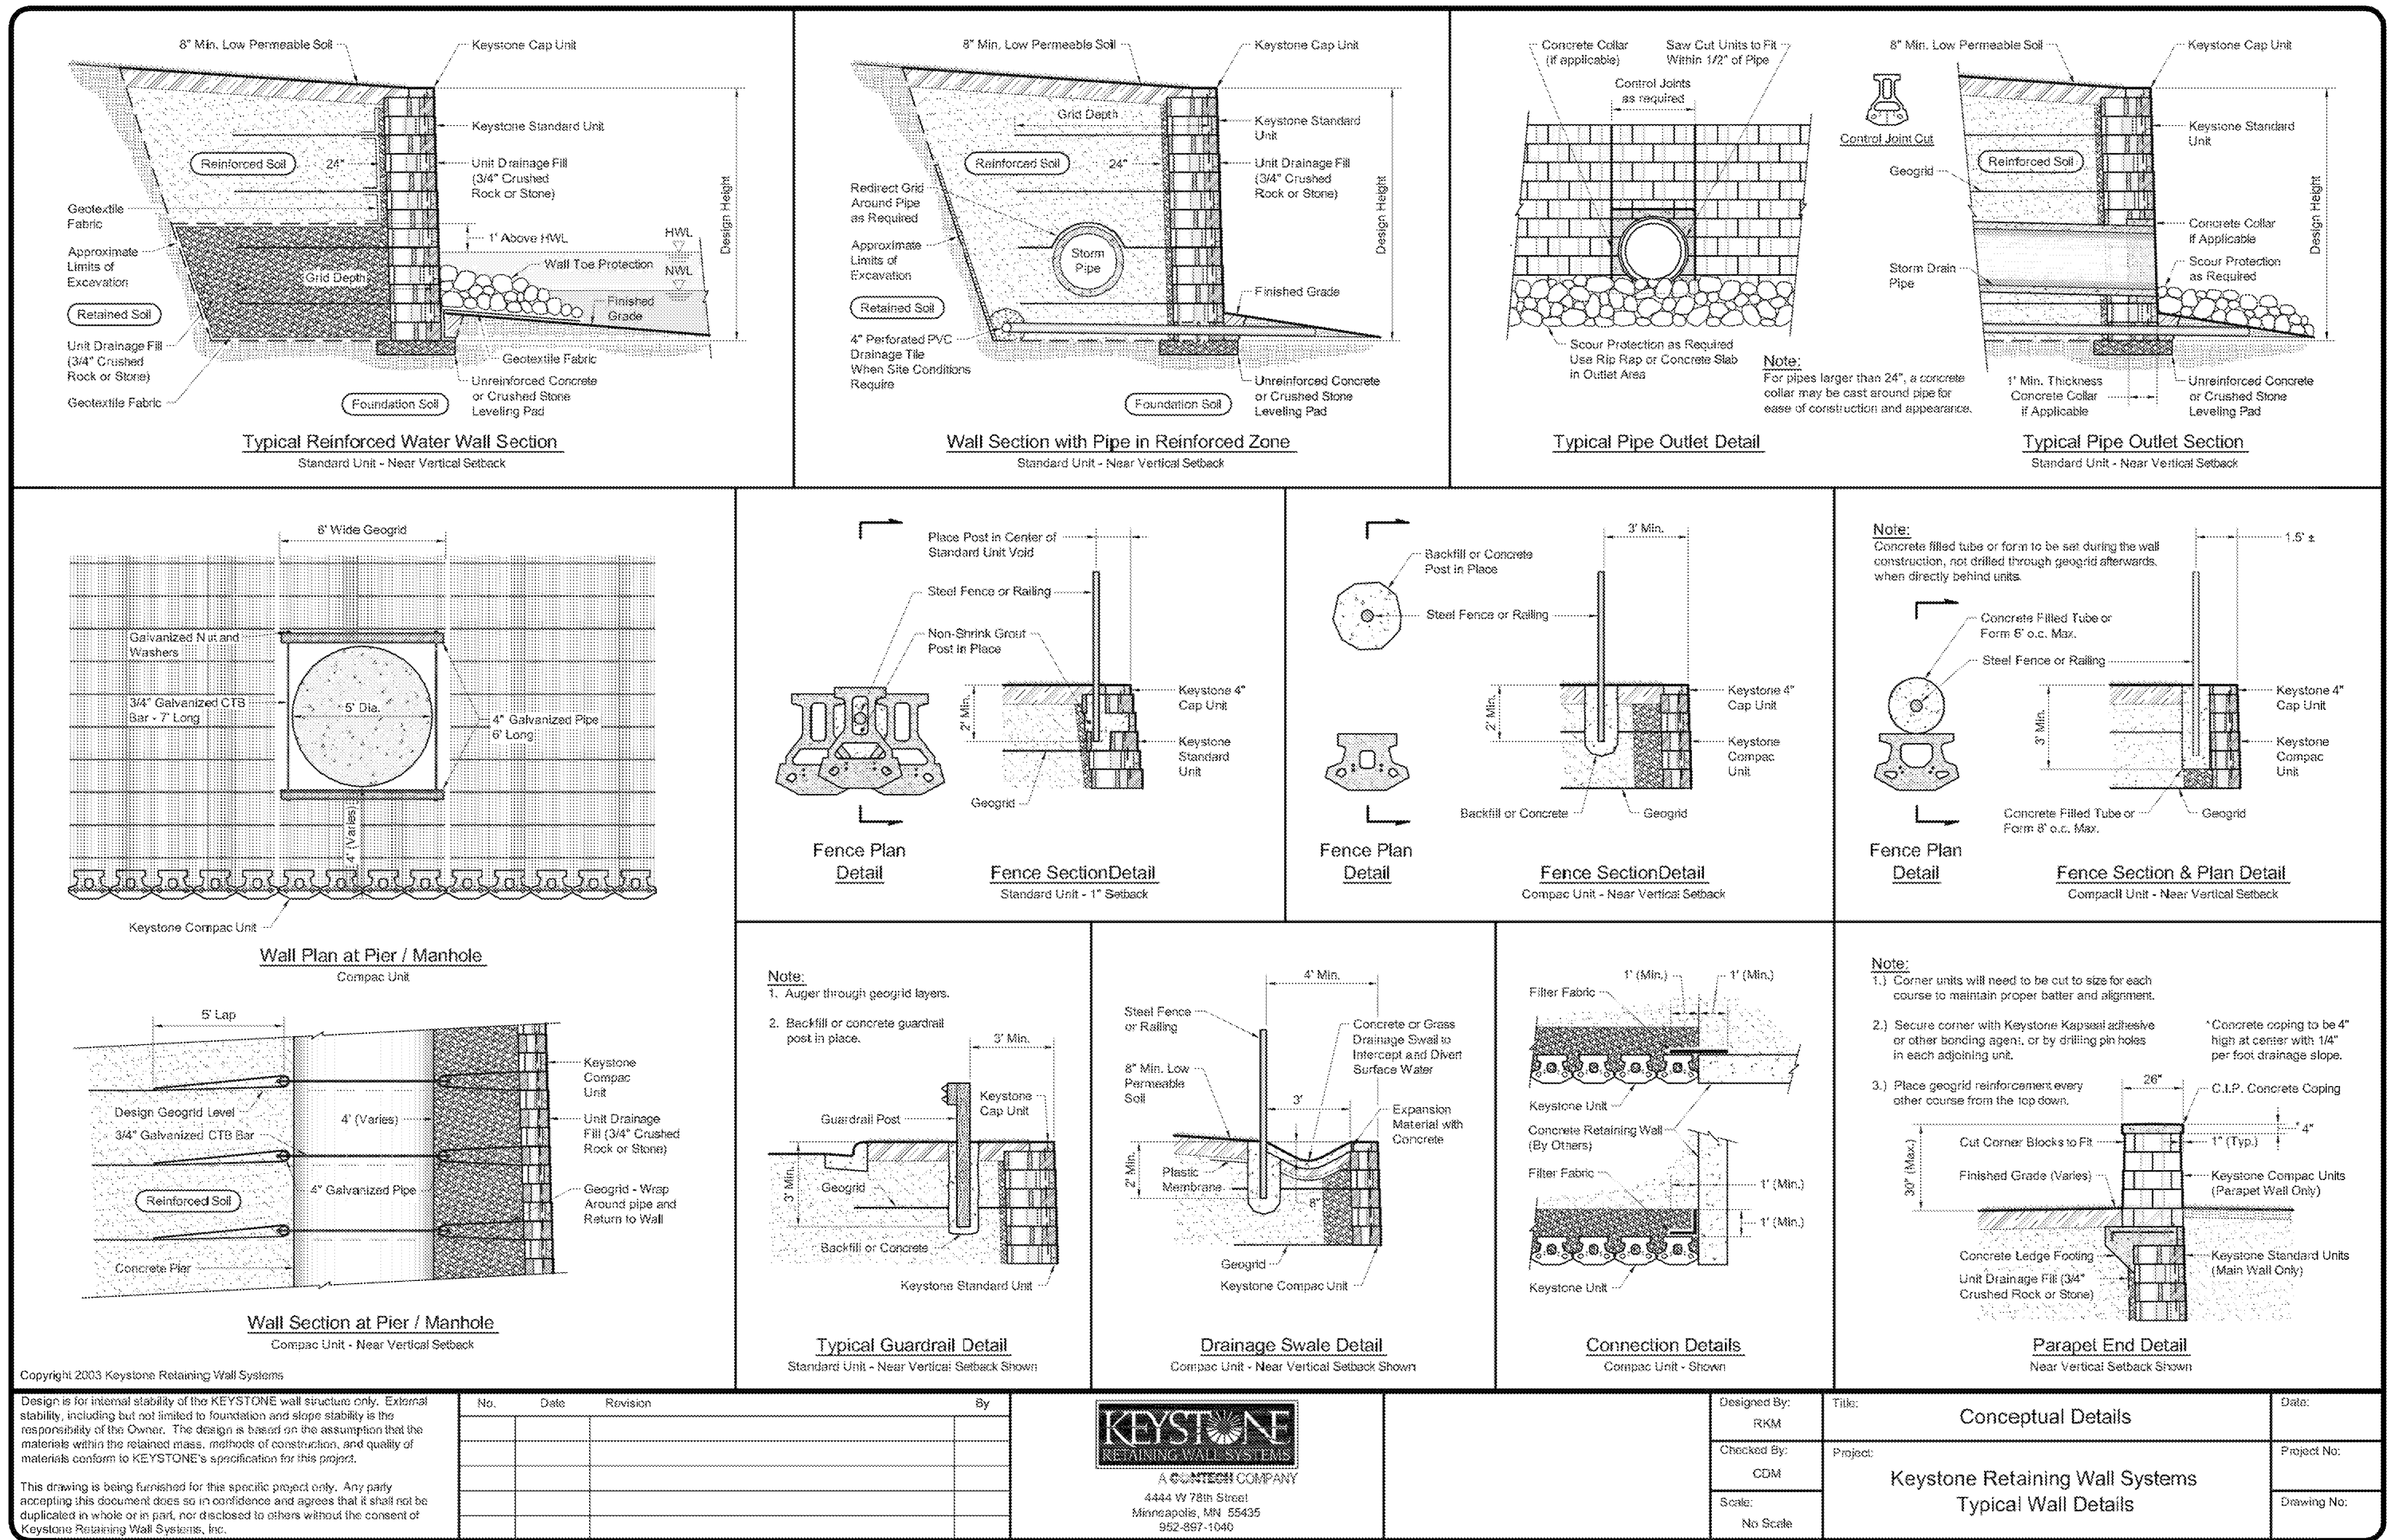 8" Min. Low Permeable Soil
Keystone Cap Unit
Keystone Standard Unit
Reinforced Soil
24"
Unit Drainage Fill
(3/4" Crushed
Rock or Stone)
Geotextile
Fabric
1' Above HWL
HWL
Approximate
Limits of
Excavation
Wall Toe Protection
NWL
Grid Depth
Design Height
Finished
Grade
Retained Soil
Unit Drainage Fill
(3/4" Crushed
Rock or Stone)
Geotextile Fabric
Geotextile Fabric
Unreinforced Concrete
or Crushed Stone
Leveling Pad
Foundation Soil
Typical Reinforced Water Wall Section
Standard Unit - Near Vertical Setback
8" Min. Low Permeable Soil
Keystone Cap Unit
Grid Depth
Keystone Standard
Unit
Reinforced Soil
24"
Unit Drainage Fill
(3/4" Crushed
Rock or Stone)
Redirect Grid
Around Pipe
as Required
Design Height
Approximate
Limits of
Excavation
Storm
Pipe
Retained Soil
Finished Grade
4" Perforated PVC
Drainage Tile
When Site Conditions
Require
Unreinforced Concrete
or Crushed Stone
Leveling Pad
Foundation Soil
Wall Section with Pipe in Reinforced Zone
Standard Unit - Near Vertical Setback
Concrete Collar
(if applicable)
Saw Cut Units to Fit
Within 1/2" of Pipe
Control Joints
as required
Control Joint Cut
Scour Protection as Required
Use Rip Rap or Concrete Slab
in Outlet Area
Note:
For pipes larger than 24", a concrete
collar may be cast around pipe for
ease of construction and appearance.
Typical Pipe Outlet Detail
8" Min. Low Permeable Soil
Keystone Cap Unit
Keystone Standard
Unit
Reinforced Soil
Geogrid
Design Height
Concrete Collar
if Applicable
Storm Drain
Pipe
Scour Protection
as Required
1' Min. Thickness
Concrete Collar
if Applicable
Unreinforced Concrete
or Crushed Stone
Leveling Pad
Typical Pipe Outlet Section
Standard Unit - Near Vertical Setback
6' Wide Geogrid
Galvanized Nut and
Washers
3/4" Galvanized CTB
Bar - 7' Long
5' Dia.
4" Galvanized Pipe
6' Long
4' (Varies)
Keystone Compac Unit
Wall Plan at Pier / Manhole
Compac Unit
5' Lap
Keystone
Compac
Unit
Design Geogrid Level
4' (Varies)
Unit Drainage
Fill (3/4" Crushed
Rock or Stone)
3/4" Galvanized CTB Bar
Reinforced Soil
4" Galvanized Pipe
Geogrid - Wrap
Around pipe and
Return to Wall
Concrete Pier
Wall Section at Pier / Manhole
Compac Unit - Near Vertical Setback
Copyright 2003 Keystone Retaining Wall Systems
Place Post in Center of
Standard Unit Void
Steel Fence or Railing
Non-Shrink Grout
Post in Place
2' Min.
Keystone 4"
Cap Unit
Keystone
Standard
Unit
Geogrid
Fence Plan
Detail
Fence SectionDetail
Standard Unit - 1" Setback
3' Min.
Backfill or Concrete
Post in Place
Steel Fence or Railing
2' Min.
Keystone 4"
Cap Unit
Keystone
Compac
Unit
Backfill or Concrete
Geogrid
Fence Plan
Detail
Fence SectionDetail
Compac Unit - Near Vertical Setback
Note:
Concrete filled tube or form to be set during the wall
construction, not drilled through geogrid afterwards,
when directly behind units.
1.5' ±
Concrete Filled Tube or
Form 8' o.c. Max.
Steel Fence or Railing
3' Min.
Keystone 4"
Cap Unit
Keystone
Compac
Unit
Concrete Filled Tube or
Form 8' o.c. Max.
Geogrid
Fence Plan
Detail
Fence Section & Plan Detail
CompacII Unit - Near Vertical Setback
Note:
1. Auger through geogrid layers.
2. Backfill or concrete guardrail
post in place.
3' Min.
Keystone
Cap Unit
Guardrail Post
3' Min.
Geogrid
Backfill or Concrete
Keystone Standard Unit
Typical Guardrail Detail
Standard Unit - Near Vertical Setback Shown
4' Min.
Steel Fence
or Railing
Concrete or Grass
Drainage Swail to
Intercept and Divert
Surface Water
8" Min. Low
Permeable
Soil
3'
Expansion
Material with
Concrete
2' Min.
Plastic
Membrane
8"
Geogrid
Keystone Compac Unit
Drainage Swale Detail
Compac Unit - Near Vertical Setback Shown
1' (Min.)
1' (Min.)
Filter Fabric
Keystone Unit
Concrete Retaining Wall
(By Others)
Filter Fabric
1' (Min.)
1' (Min.)
Keystone Unit
Connection Details
Compac Unit - Shown
Note:
1.) Corner units will need to be cut to size for each
course to maintain proper batter and alignment.
2.) Secure corner with Keystone Kapseal adhesive
or other bonding agent, or by drilling pin holes
in each adjoining unit.
3.) Place geogrid reinforcement every
other course from the top down.
*Concrete coping to be 4"
high at center with 1/4"
per foot drainage slope.
26"
C.I.P. Concrete Coping
* 4"
Cut Corner Blocks to Fit
1" (Typ.)
30" (Max.)
Finished Grade (Varies)
Keystone Compac Units
(Parapet Wall Only)
Concrete Ledge Footing
Keystone Standard Units
(Main Wall Only)
Unit Drainage Fill (3/4"
Crushed Rock or Stone)
Parapet End Detail
Near Vertical Setback Shown
Design is for internal stability of the KEYSTONE wall structure only. External
stability, including but not limited to foundation and slope stability is the
responsibility of the Owner. The design is based on the assumption that the
materials within the retained mass, methods of construction, and quality of
materials conform to KEYSTONE's specification for this project.
This drawing is being furnished for this specific project only. Any party
accepting this document does so in confidence and agrees that it shall not be
duplicated in whole or in part, nor disclosed to others without the consent of
Keystone Retaining Wall Systems, Inc.
No. Date Revision By
KEYSTONE
RETAINING WALL SYSTEMS
A CONTECH COMPANY
4444 W 78th Street
Minneapolis, MN 55435
952-897-1040
Designed By:
RKM
Checked By:
CDM
Scale:
No Scale
Title:
Conceptual Details
Project:
Keystone Retaining Wall Systems
Typical Wall Details
Date:
Project No:
Drawing No: